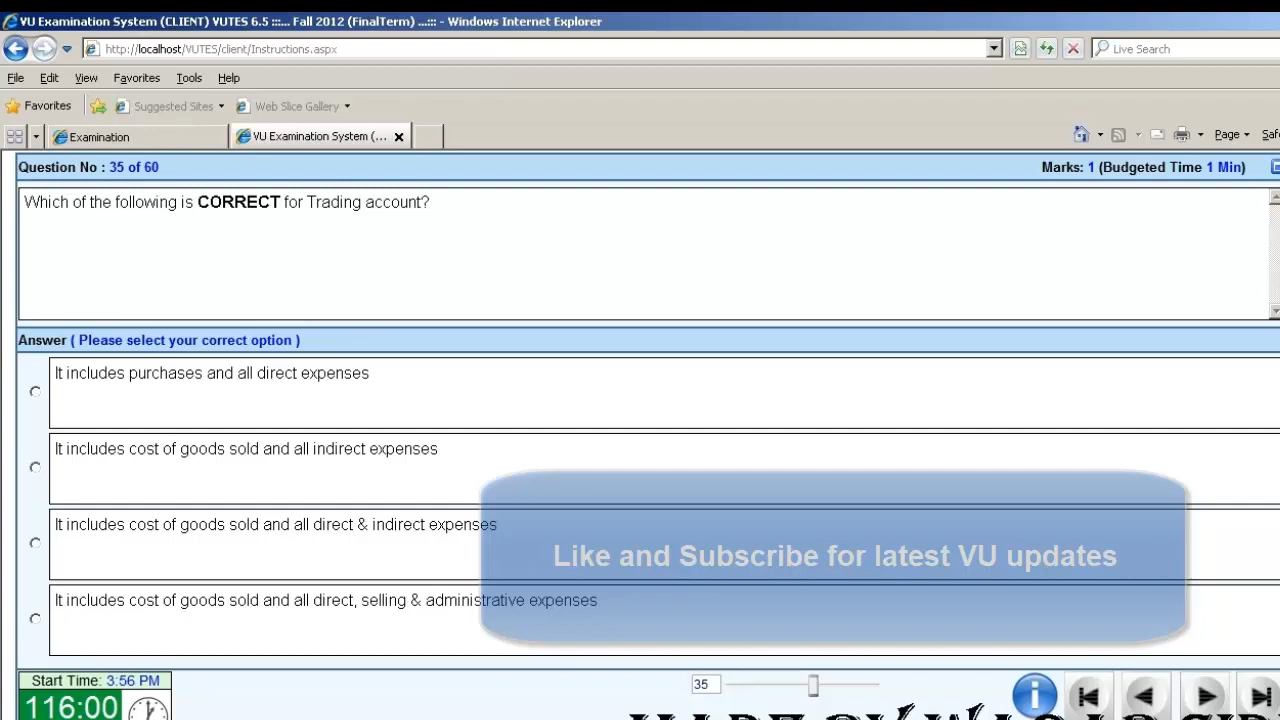 VU Examination System (CLIENT) VUTES 6.5 :::... Fall 2012 (FinalTerm) ...::: - Windows Internet Explorer
http://localhost/VUTES/client/Instructions.aspx
Live Search
File Edit View Favorites Tools Help
Favorites Suggested Sites Web Slice Gallery
Examination VU Examination System (... Page
Question No : 35 of 60 Marks: 1 (Budgeted Time 1 Min)
Which of the following is CORRECT for Trading account?
Answer ( Please select your correct option )
It includes purchases and all direct expenses
It includes cost of goods sold and all indirect expenses
It includes cost of goods sold and all direct & indirect expenses
Like and Subscribe for latest VU updates
It includes cost of goods sold and all direct, selling & administrative expenses
Start Time: 3:56 PM
35
116:00